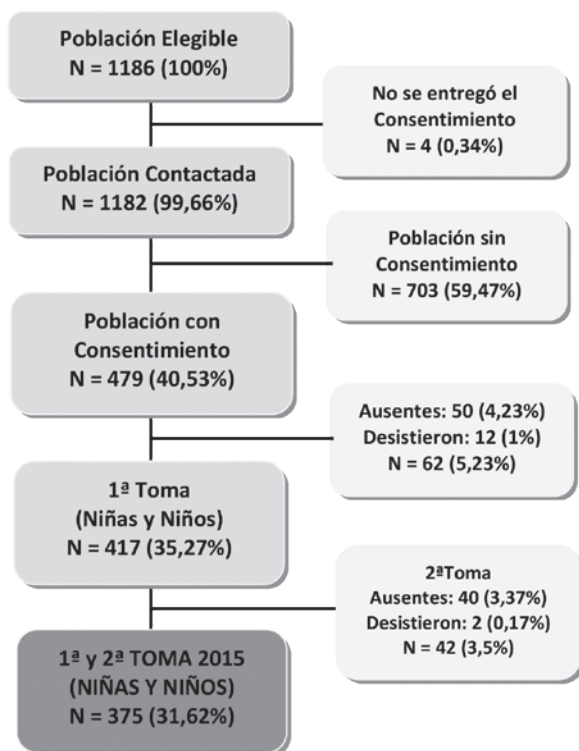 Población Elegible
N = 1186 (100%)
No se entregó el
Consentimiento
N = 4 (0,34%)
Población Contactada
N = 1182 (99,66%)
Población sin
Consentimiento
N = 703 (59,47%)
Población con
Consentimiento
N = 479 (40,53%)
Ausentes: 50 (4,23%)
Desistieron: 12 (1%)
N = 62 (5,23%)
1ª Toma
(Niñas y Niños)
N = 417 (35,27%)
2ªToma
Ausentes: 40 (3,37%)
Desistieron: 2 (0,17%)
N = 42 (3,5%)
1ª y 2ª TOMA 2015
(NIÑAS Y NIÑOS)
N = 375 (31,62%)